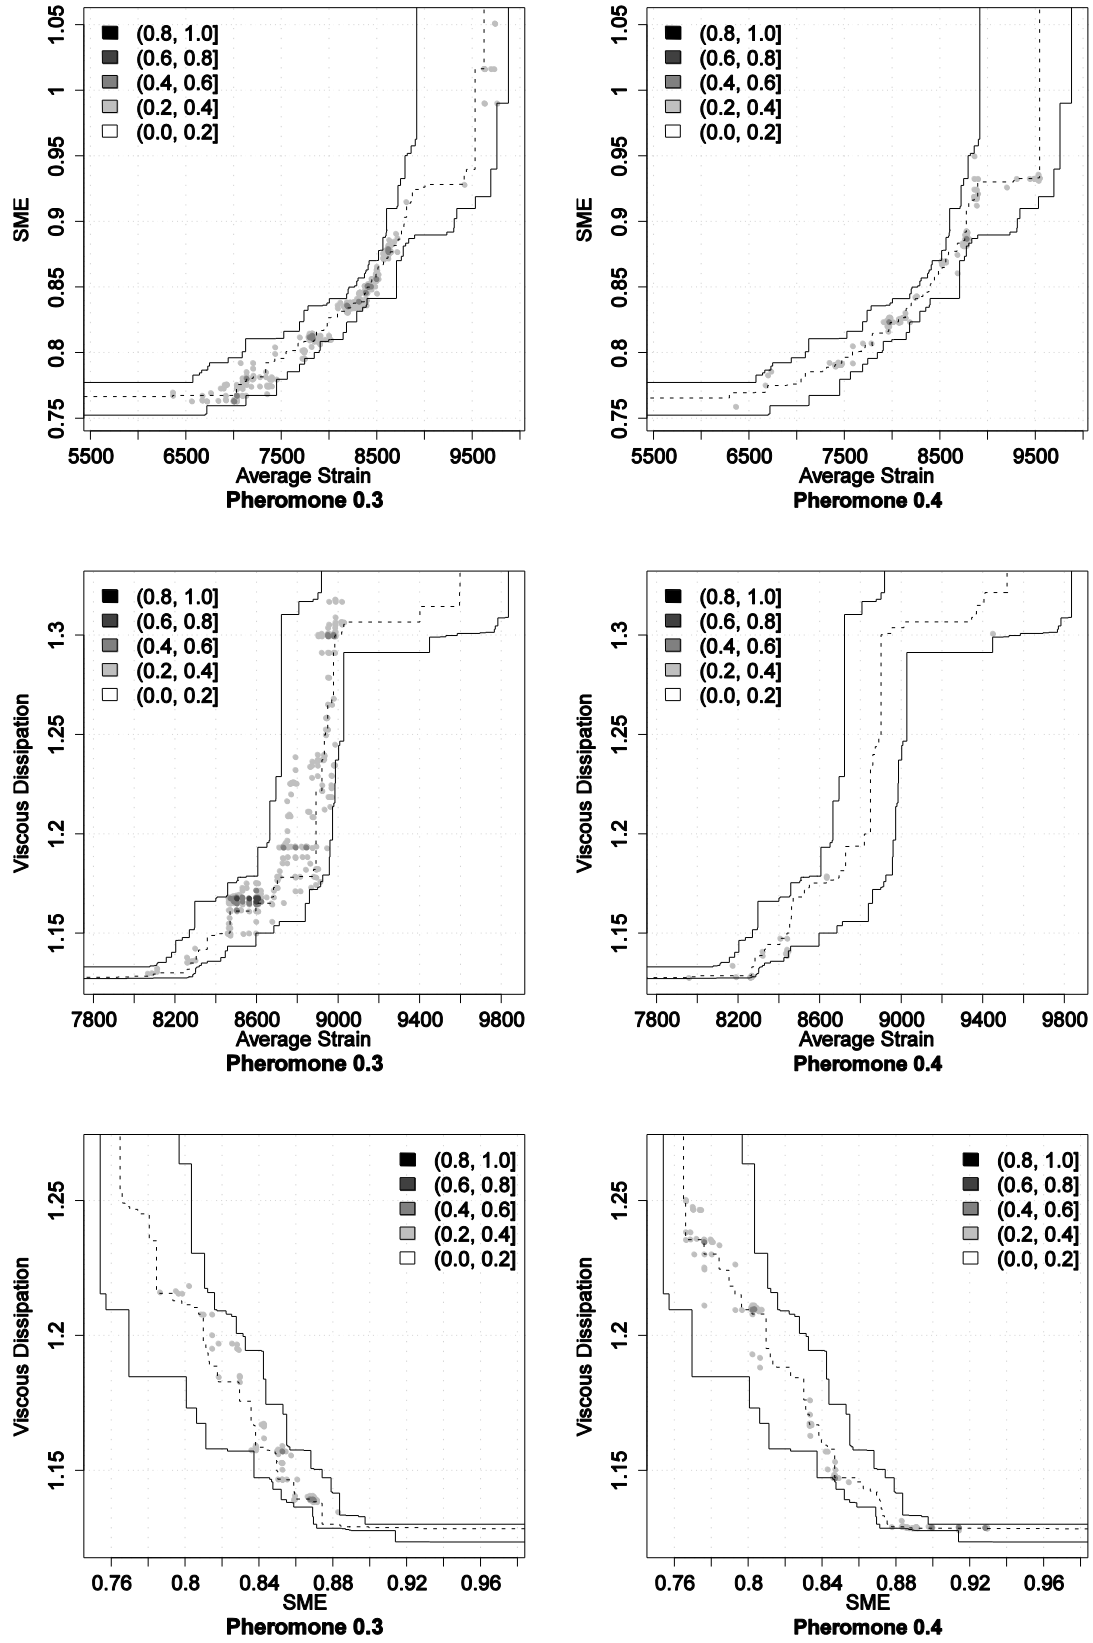 SME
0.75 0.8 0.85 0.9 0.95 1 1.05
(0.8, 1.0]
(0.6, 0.8]
(0.4, 0.6]
(0.2, 0.4]
(0.0, 0.2]
5500 6500 7500 8500 9500
Average Strain
Pheromone 0.3
SME
0.75 0.8 0.85 0.9 0.95 1 1.05
(0.8, 1.0]
(0.6, 0.8]
(0.4, 0.6]
(0.2, 0.4]
(0.0, 0.2]
5500 6500 7500 8500 9500
Average Strain
Pheromone 0.4
Viscous Dissipation
1.15 1.2 1.25 1.3
(0.8, 1.0]
(0.6, 0.8]
(0.4, 0.6]
(0.2, 0.4]
(0.0, 0.2]
7800 8200 8600 9000 9400 9800
Average Strain
Pheromone 0.3
Viscous Dissipation
1.15 1.2 1.25 1.3
(0.8, 1.0]
(0.6, 0.8]
(0.4, 0.6]
(0.2, 0.4]
(0.0, 0.2]
7800 8200 8600 9000 9400 9800
Average Strain
Pheromone 0.4
Viscous Dissipation
1.15 1.2 1.25
(0.8, 1.0]
(0.6, 0.8]
(0.4, 0.6]
(0.2, 0.4]
(0.0, 0.2]
0.76 0.8 0.84 0.88 0.92 0.96
SME
Pheromone 0.3
Viscous Dissipation
1.15 1.2 1.25
(0.8, 1.0]
(0.6, 0.8]
(0.4, 0.6]
(0.2, 0.4]
(0.0, 0.2]
0.76 0.8 0.84 0.88 0.92 0.96
SME
Pheromone 0.4